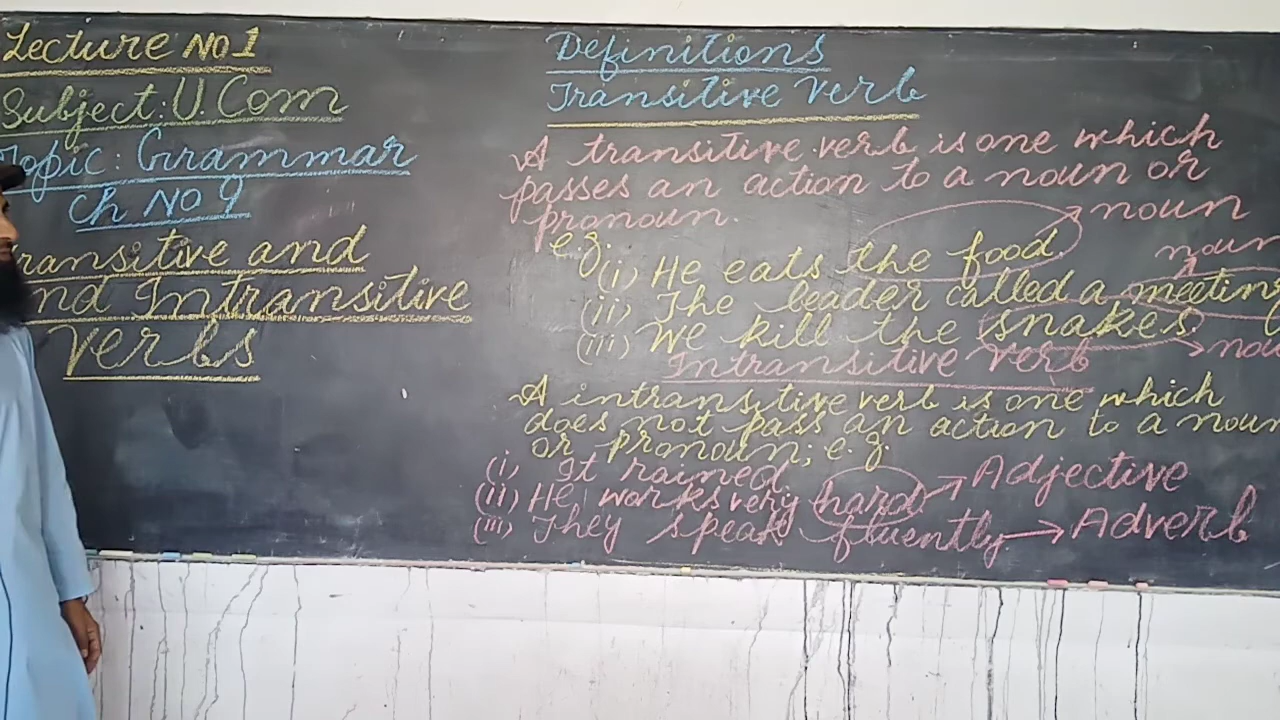 Lecture No 1
Subject: U.Com
Topic: Grammar
Ch No 9
Transitive and
and Intransitive
Verbs
Definitions
Transitive Verb
A transitive verb is one which
passes an action to a noun or
pronoun.
e.g. noun
(i) He eats the food.
noun
(ii) The leader called a meeting
(iii) We kill the snakes.
noun
Intransitive Verb
A intransitive verb is one which
does not pass an action to a noun
or pronoun; e.g.
(i) It rained.
(ii) He works very hard → Adjective
(iii) They speak fluently → Adverb